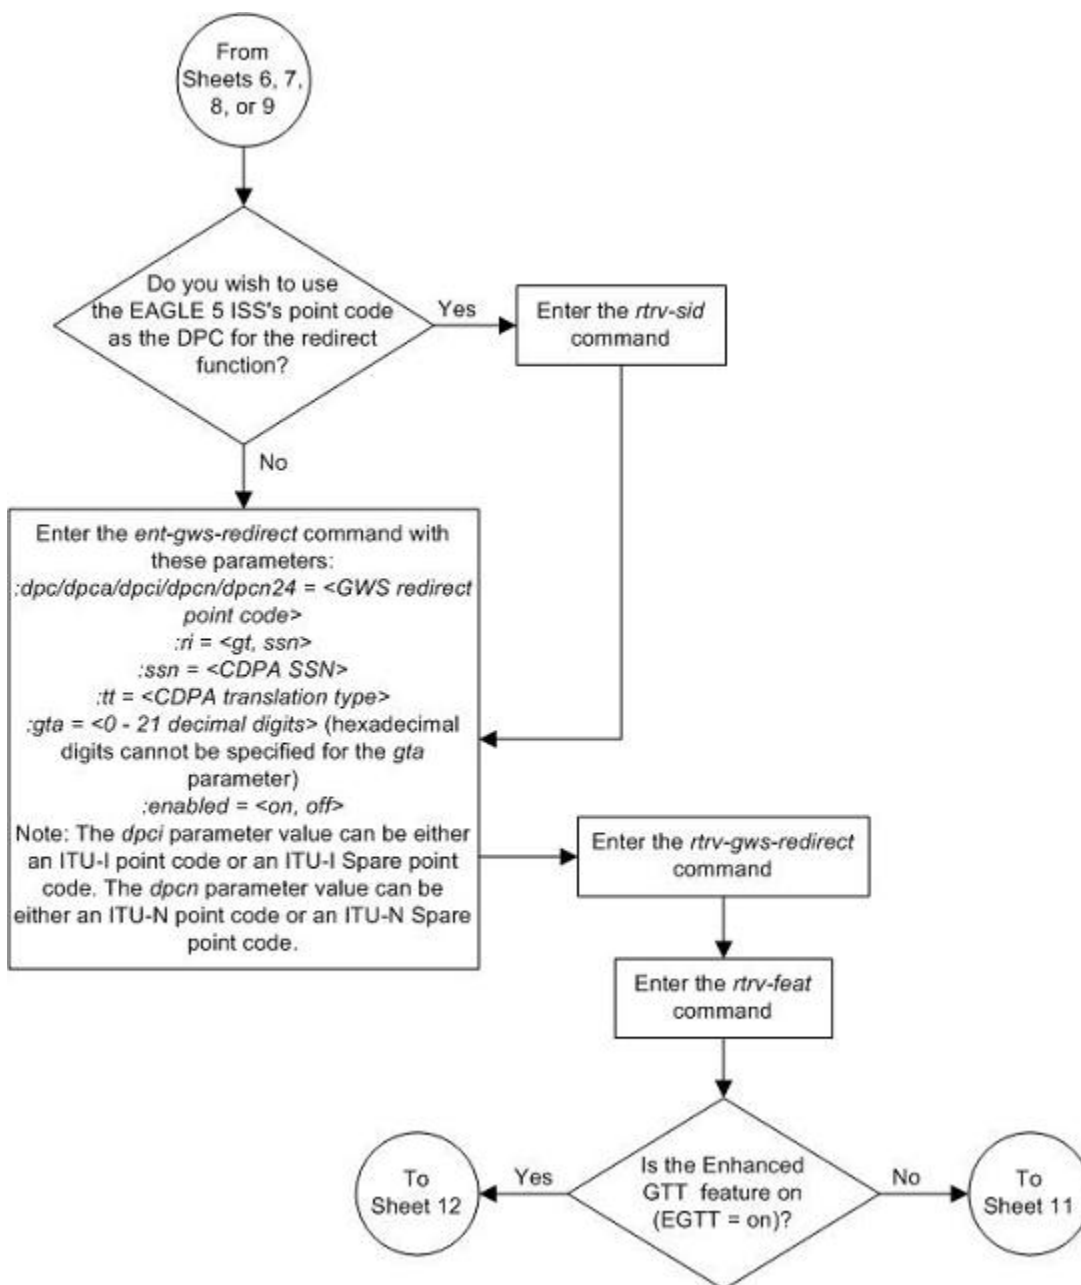 From
Sheets 6, 7,
8, or 9
Do you wish to use
the EAGLE 5 ISS's point code
as the DPC for the redirect
function?
Yes
Enter the rtrv-sid
command
No
Enter the ent-gws-redirect command with
these parameters:
:dpc/dpca/dpci/dpcn/dpcn24 = <GWS redirect
point code>
:ri = <gt, ssn>
:ssn = <CDPA SSN>
:tt = <CDPA translation type>
:gta = <0 - 21 decimal digits> (hexadecimal
digits cannot be specified for the gta
parameter)
:enabled = <on, off>
Note: The dpci parameter value can be either
an ITU-I point code or an ITU-I Spare point
code. The dpcn parameter value can be
either an ITU-N point code or an ITU-N Spare
point code.
Enter the rtrv-gws-redirect
command
Enter the rtrv-feat
command
Is the Enhanced
GTT feature on
(EGTT = on)?
Yes
To
Sheet 12
No
To
Sheet 11